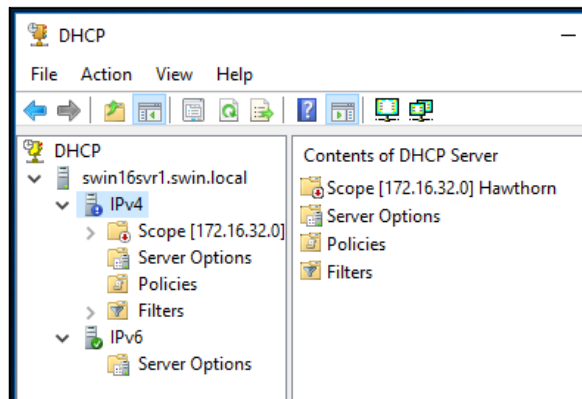 DHCP
File Action View Help
DHCP
swin16svr1.swin.local
IPv4
Scope [172.16.32.0]
Server Options
Policies
Filters
IPv6
Server Options
Contents of DHCP Server
Scope [172.16.32.0] Hawthorn
Server Options
Policies
Filters